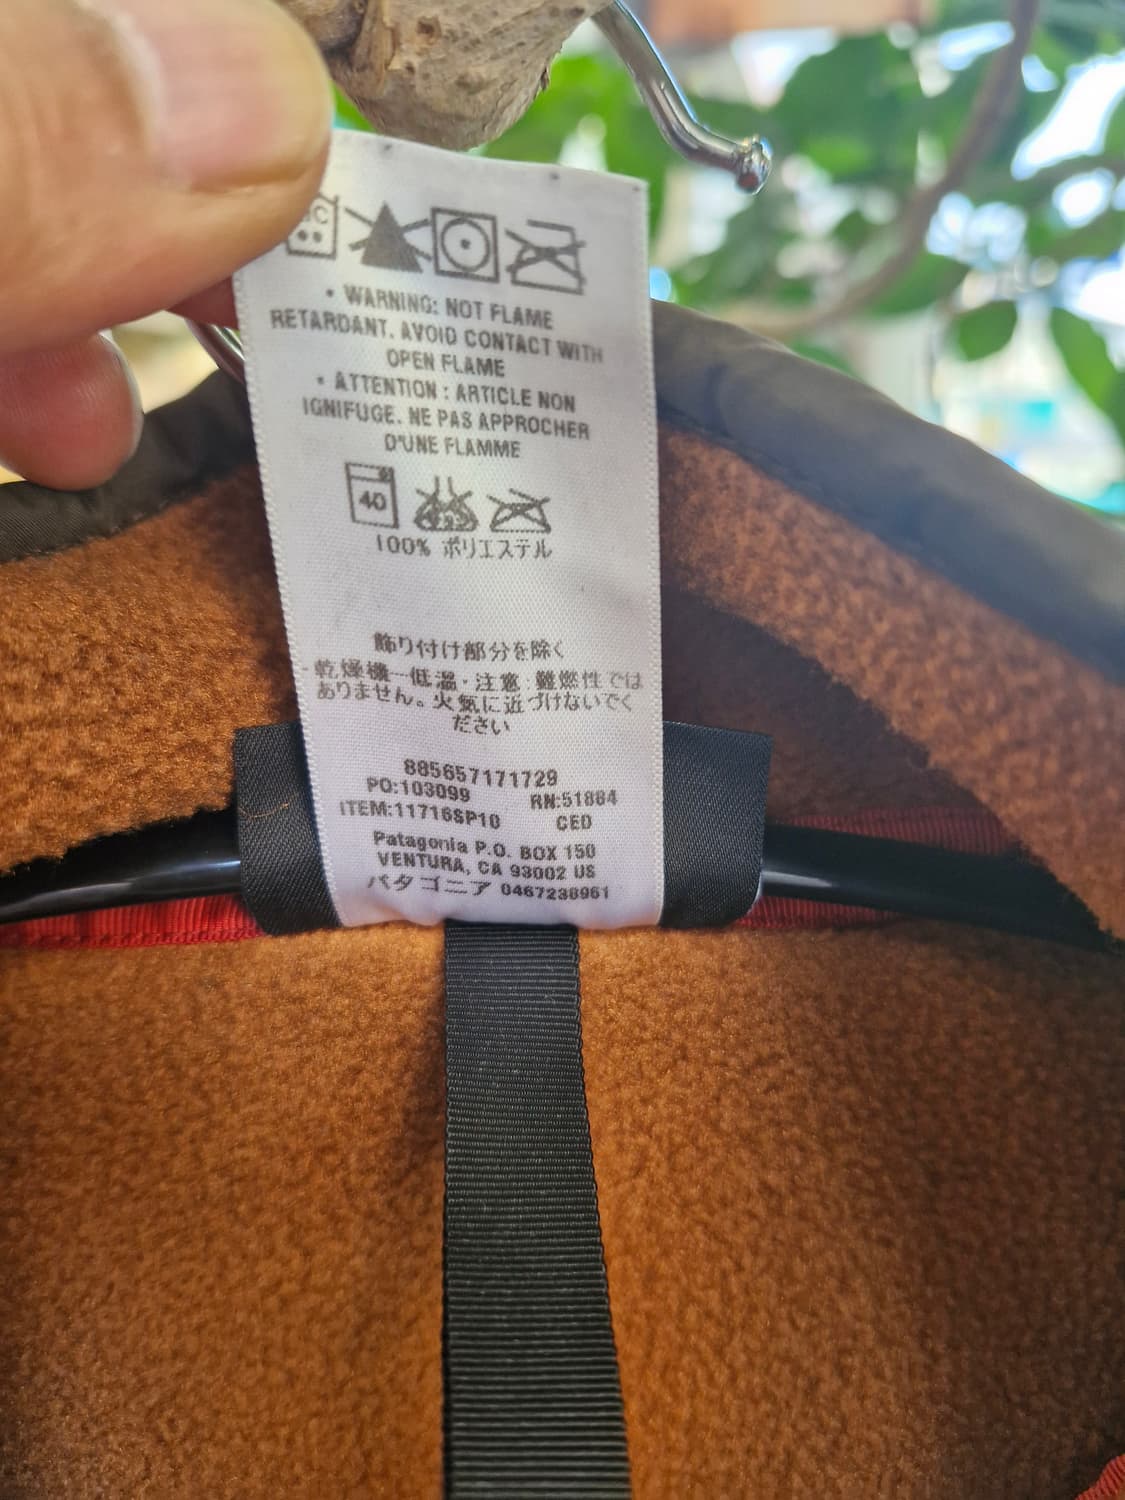 • WARNING: NOT FLAME
RETARDANT. AVOID CONTACT WITH
OPEN FLAME
• ATTENTION : ARTICLE NON
IGNIFUGE. NE PAS APPROCHER
D'UNE FLAMME
40
100% ポリエステル
飾り付け部分を除く
乾燥機ー低温・注意 難燃性では
ありません。火気に近づけないでく
ださい
885657171729
PO:103099 RN:51884
ITEM:11716SP10 CED
Patagonia P.O. BOX 150
VENTURA, CA 93002 US
パタゴニア 0467238961